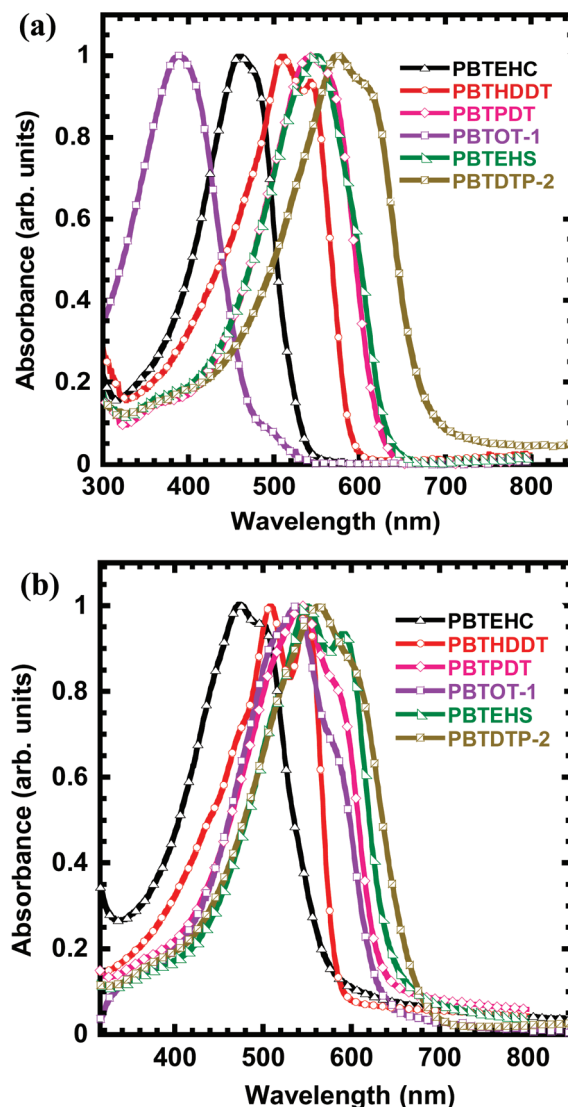 (a)
Absorbance (arb. units)
1
0.8
0.6
0.4
0.2
0
PBTEHC
PBTHDDT
PBTPDT
PBTOT-1
PBTEHS
PBTDTP-2
300 400 500 600 700 800
Wavelength (nm)
(b)
Absorbance (arb. units)
1
0.8
0.6
0.4
0.2
0
PBTEHC
PBTHDDT
PBTPDT
PBTOT-1
PBTEHS
PBTDTP-2
400 500 600 700 800
Wavelength (nm)